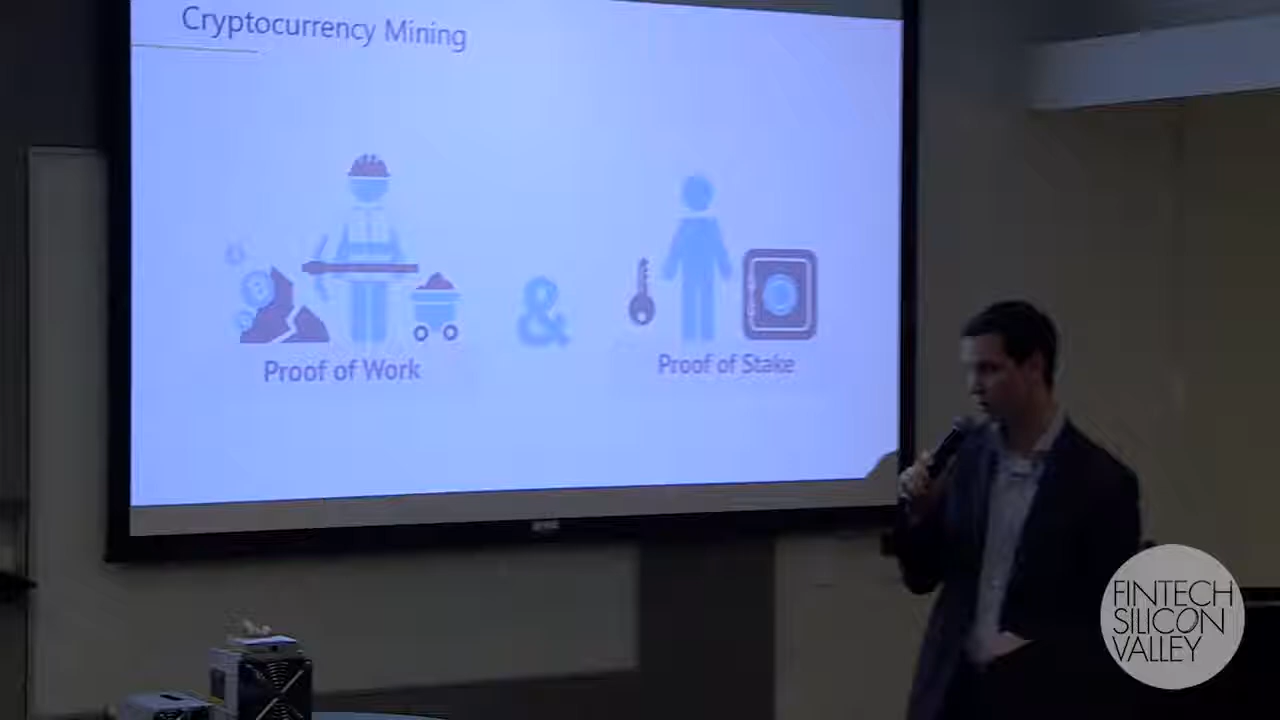 Cryptocurrency Mining
&
Proof of Work
Proof of Stake
FINTECH
SILICON
VALLEY